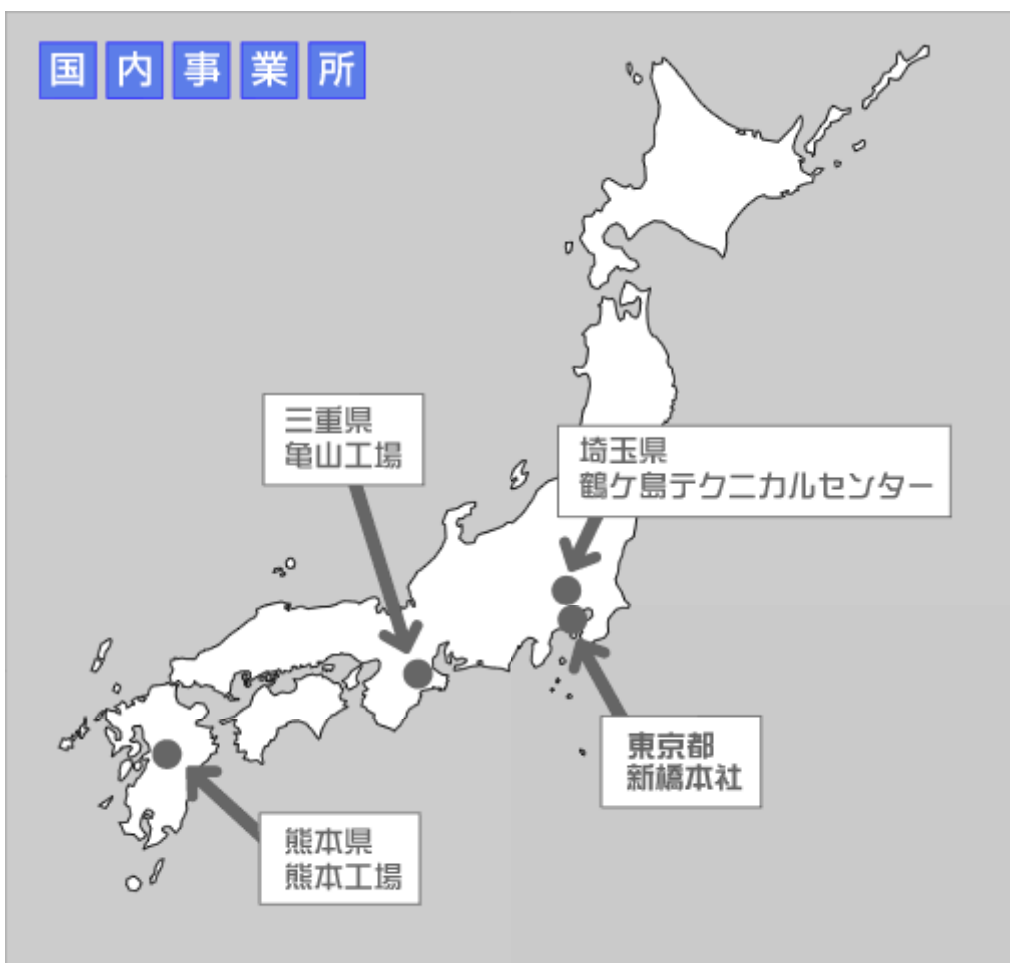 国内事業所
三重県
亀山工場
埼玉県
鶴ケ島テクニカルセンター
東京都
新橋本社
熊本県
熊本工場